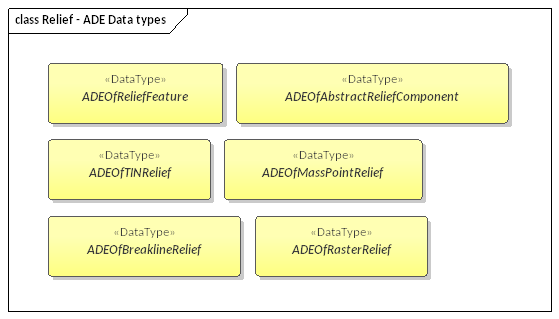 class Relief - ADE Data types
«DataType»
ADEOfReliefFeature
«DataType»
ADEOfAbstractReliefComponent
«DataType»
ADEOfTINRelief
«DataType»
ADEOfMassPointRelief
«DataType»
ADEOfBreaklineRelief
«DataType»
ADEOfRasterRelief